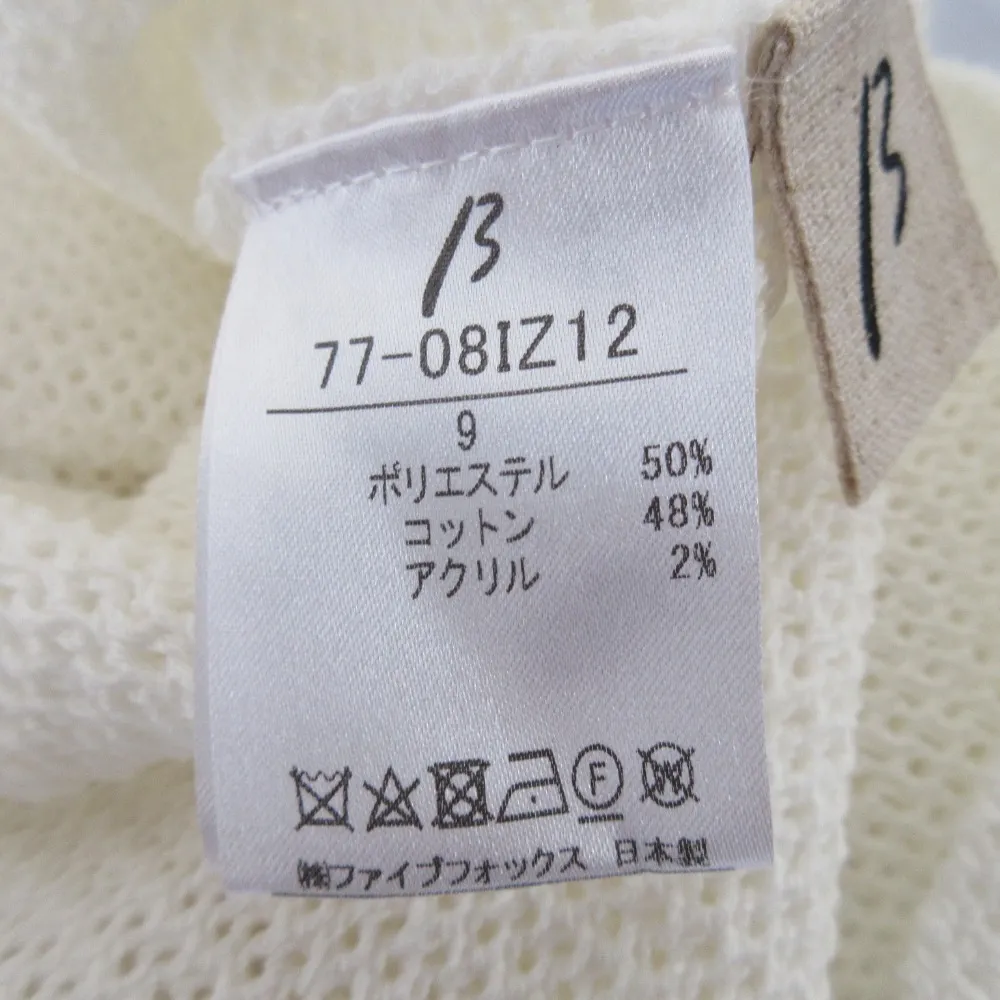 β
77-08IZ12
9
ポリエステル 50%
コットン 48%
アクリル 2%
F
W
㈱ファイブフォックス 日本製
β